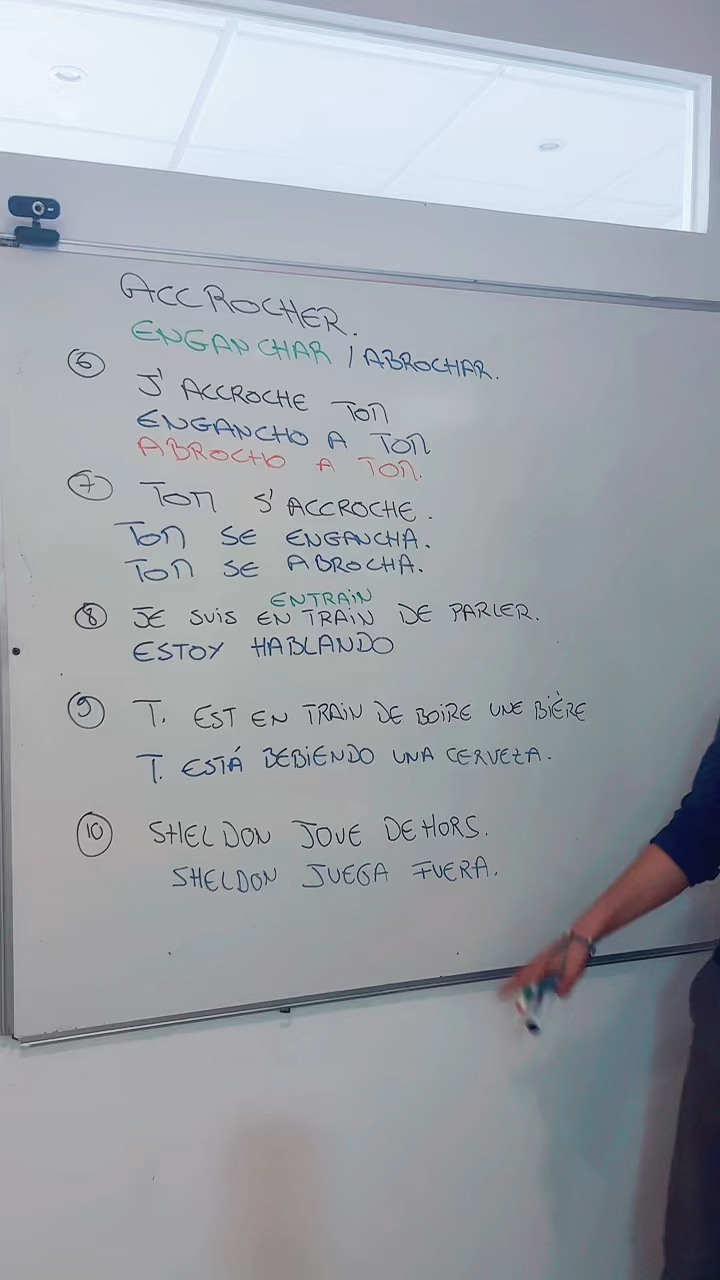 ACCROCHER.
ENGANCHAR / ABROCHAR.
6 J'ACCROCHE TOM
ENGANCHO A TOM
ABROCHO A TOM.
7 TOM S'ACCROCHE.
TOM SE ENGANCHA.
TOM SE ABROCHA.
ENTRAIN
8 JE SUIS EN TRAIN DE PARLER.
ESTOY HABLANDO
9 T. EST EN TRAIN DE BOIRE UNE BIÈRE
T. ESTÁ BEBIENDO UNA CERVEZA.
10 SHELDON JOUE DEHORS.
SHELDON JUEGA FUERA.